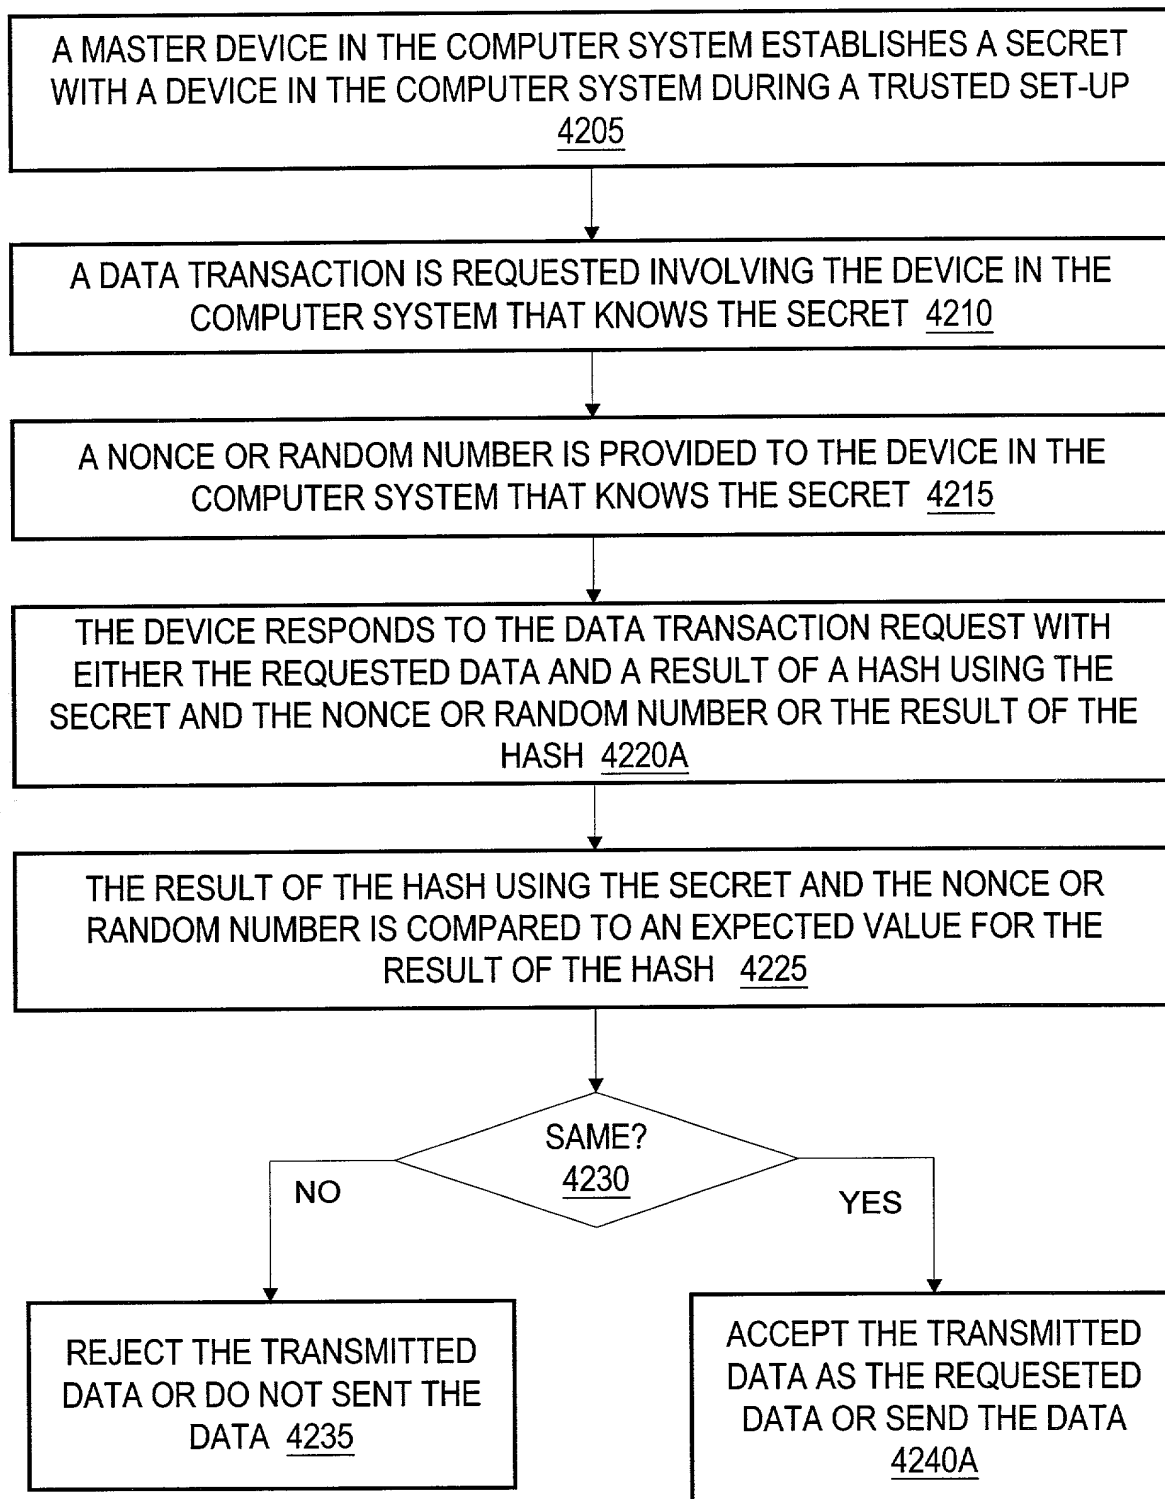 A MASTER DEVICE IN THE COMPUTER SYSTEM ESTABLISHES A SECRET
WITH A DEVICE IN THE COMPUTER SYSTEM DURING A TRUSTED SET-UP
4205
A DATA TRANSACTION IS REQUESTED INVOLVING THE DEVICE IN THE
COMPUTER SYSTEM THAT KNOWS THE SECRET 4210
A NONCE OR RANDOM NUMBER IS PROVIDED TO THE DEVICE IN THE
COMPUTER SYSTEM THAT KNOWS THE SECRET 4215
THE DEVICE RESPONDS TO THE DATA TRANSACTION REQUEST WITH
EITHER THE REQUESTED DATA AND A RESULT OF A HASH USING THE
SECRET AND THE NONCE OR RANDOM NUMBER OR THE RESULT OF THE
HASH 4220A
THE RESULT OF THE HASH USING THE SECRET AND THE NONCE OR
RANDOM NUMBER IS COMPARED TO AN EXPECTED VALUE FOR THE
RESULT OF THE HASH 4225
SAME?
4230
NO
YES
REJECT THE TRANSMITTED
DATA OR DO NOT SENT THE
DATA 4235
ACCEPT THE TRANSMITTED
DATA AS THE REQUESETED
DATA OR SEND THE DATA
4240A